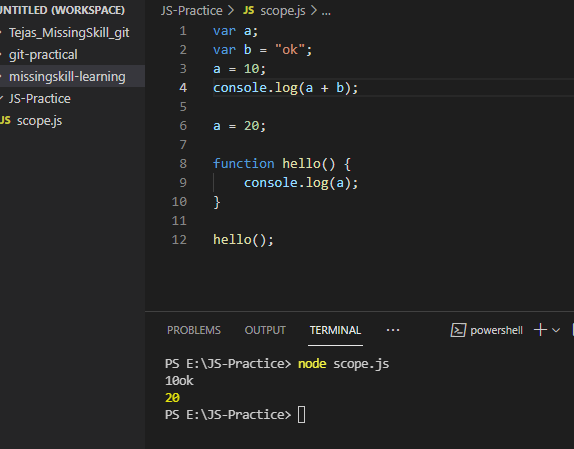 UNTITLED (WORKSPACE)
Tejas_MissingSkill_git
git-practical
missingskill-learning
JS-Practice
JS scope.js
JS-Practice > JS scope.js > ...
1 var a;
2 var b = "ok";
3 a = 10;
4 console.log(a + b);
5
6 a = 20;
7
8 function hello() {
9     console.log(a);
10 }
11
12 hello();
PROBLEMS OUTPUT TERMINAL ... powershell
PS E:\JS-Practice> node scope.js
10ok
20
PS E:\JS-Practice>